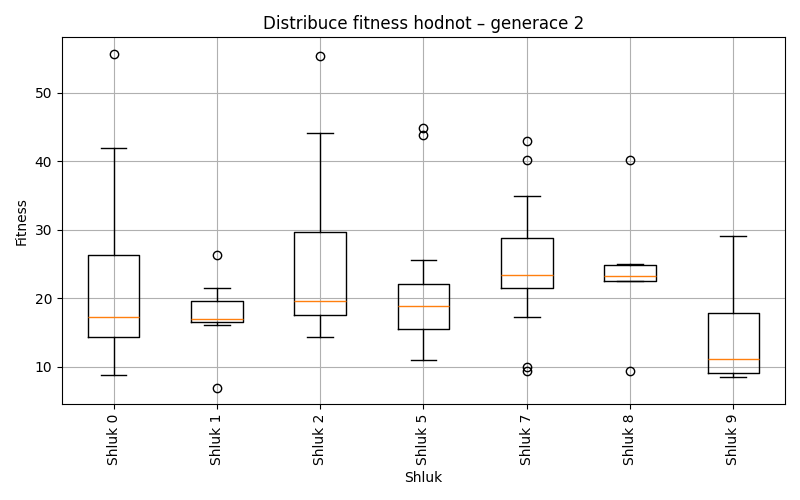 Distribuce fitness hodnot – generace 2
Fitness
50
40
30
20
10
Shluk 0
Shluk 1
Shluk 2
Shluk 5
Shluk 7
Shluk 8
Shluk 9
Shluk